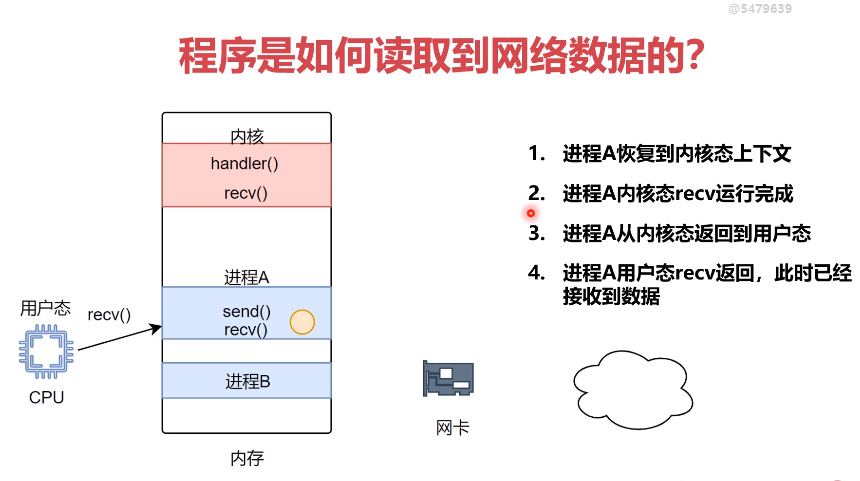 @5479639
程序是如何读取到网络数据的？
内核
handler()
recv()
进程A
send()
recv()
进程B
内存
用户态
recv()
CPU
网卡
1. 进程A恢复到内核态上下文
2. 进程A内核态recv运行完成
3. 进程A从内核态返回到用户态
4. 进程A用户态recv返回，此时已经
接收到数据